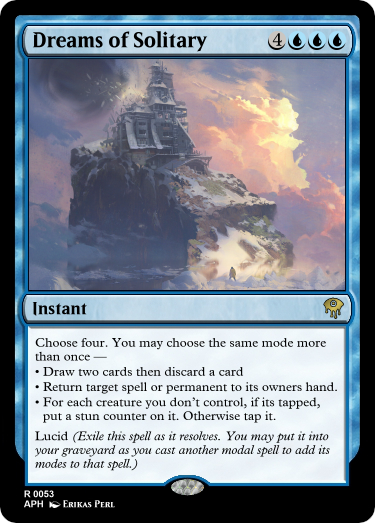 Dreams of Solitary 4
Instant
Choose four. You may choose the same mode more
than once —
• Draw two cards then discard a card
• Return target spell or permanent to its owners hand.
• For each creature you don't control, if its tapped,
put a stun counter on it. Otherwise tap it.
Lucid (Exile this spell as it resolves. You may put it into
your graveyard as you cast another modal spell to add its
modes to that spell.)
R 0053
APH Erikas Perl